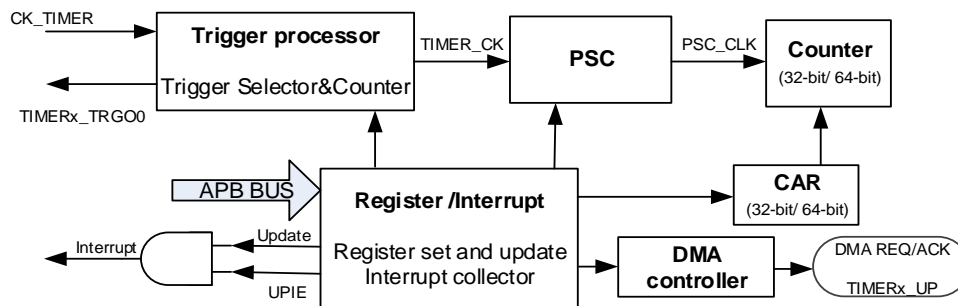 CK_TIMER
Trigger processor
TIMER_CK
PSC
PSC_CLK
Counter
(32-bit/ 64-bit)
Trigger Selector&Counter
TIMERx_TRGO0
APB BUS
Register /Interrupt
CAR
(32-bit/ 64-bit)
Interrupt
Update
Register set and update
Interrupt collector
UPIE
DMA
controller
DMA REQ/ACK
TIMERx_UP